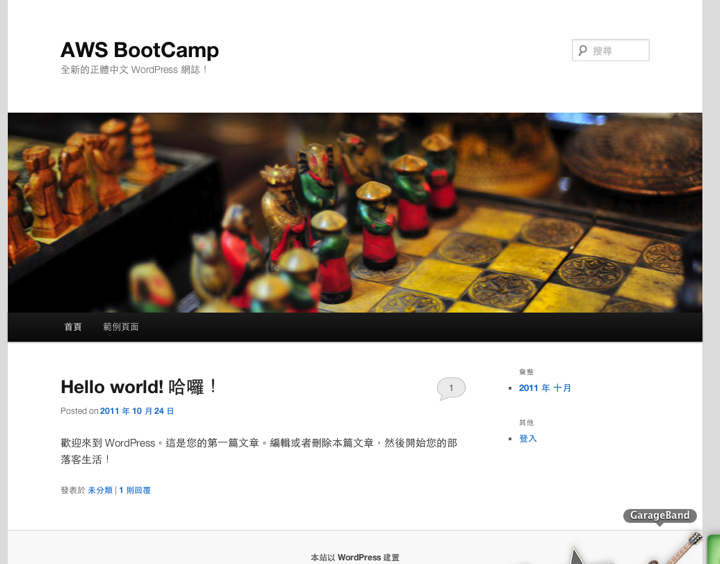 AWS BootCamp
全新的正體中文 WordPress 網誌！
搜尋
首頁 範例頁面
Hello world! 哈囉！
1
Posted on 2011 年 10 月 24 日
歡迎來到 WordPress。這是您的第一篇文章。編輯或者刪除本篇文章，然後開始您的部
落客生活！
發表於 未分類 | 1 則回覆
彙整
2011 年 十月
其他
登入
GarageBand
本站以 WordPress 建置